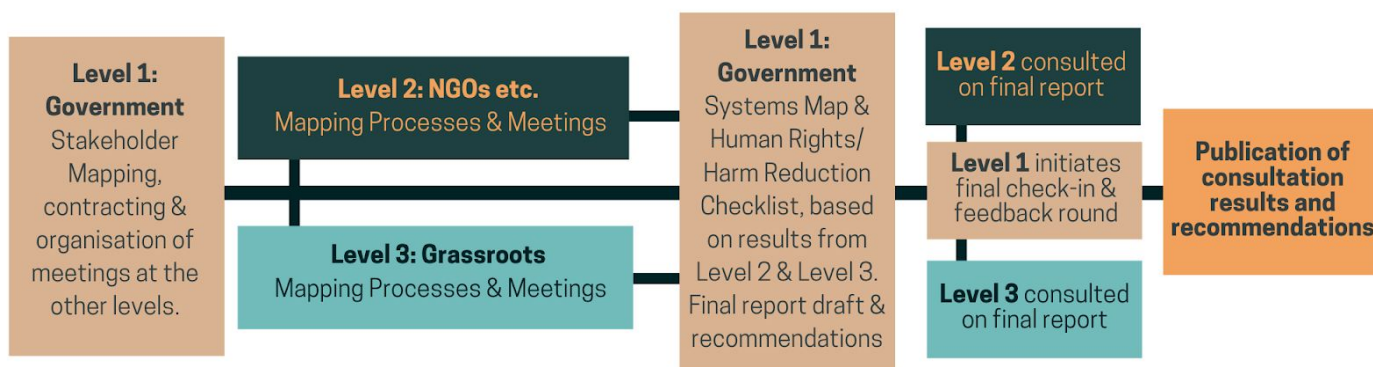 Level 1:
Government
Stakeholder
Mapping,
contracting &
organisation of
meetings at the
other levels.
Level 2: NGOs etc.
Mapping Processes & Meetings
Level 3: Grassroots
Mapping Processes & Meetings
Level 1:
Government
Systems Map &
Human Rights/
Harm Reduction
Checklist, based
on results from
Level 2 & Level 3.
Final report draft &
recommendations
Level 2 consulted
on final report
Level 1 initiates
final check-in &
feedback round
Level 3 consulted
on final report
Publication of
consultation
results and
recommendations